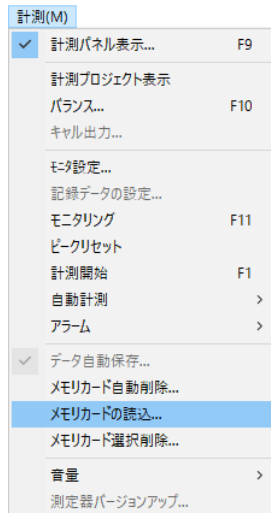 計測(M)
計測パネル表示... F9
計測プロジェクト表示
バランス... F10
キャル出力...
モニタ設定...
記録データの設定...
モニタリング F11
ピークリセット
計測開始 F1
自動計測
アラーム
データ自動保存...
メモリカード自動削除...
メモリカードの読込...
メモリカード選択削除...
音量
測定器バージョンアップ...